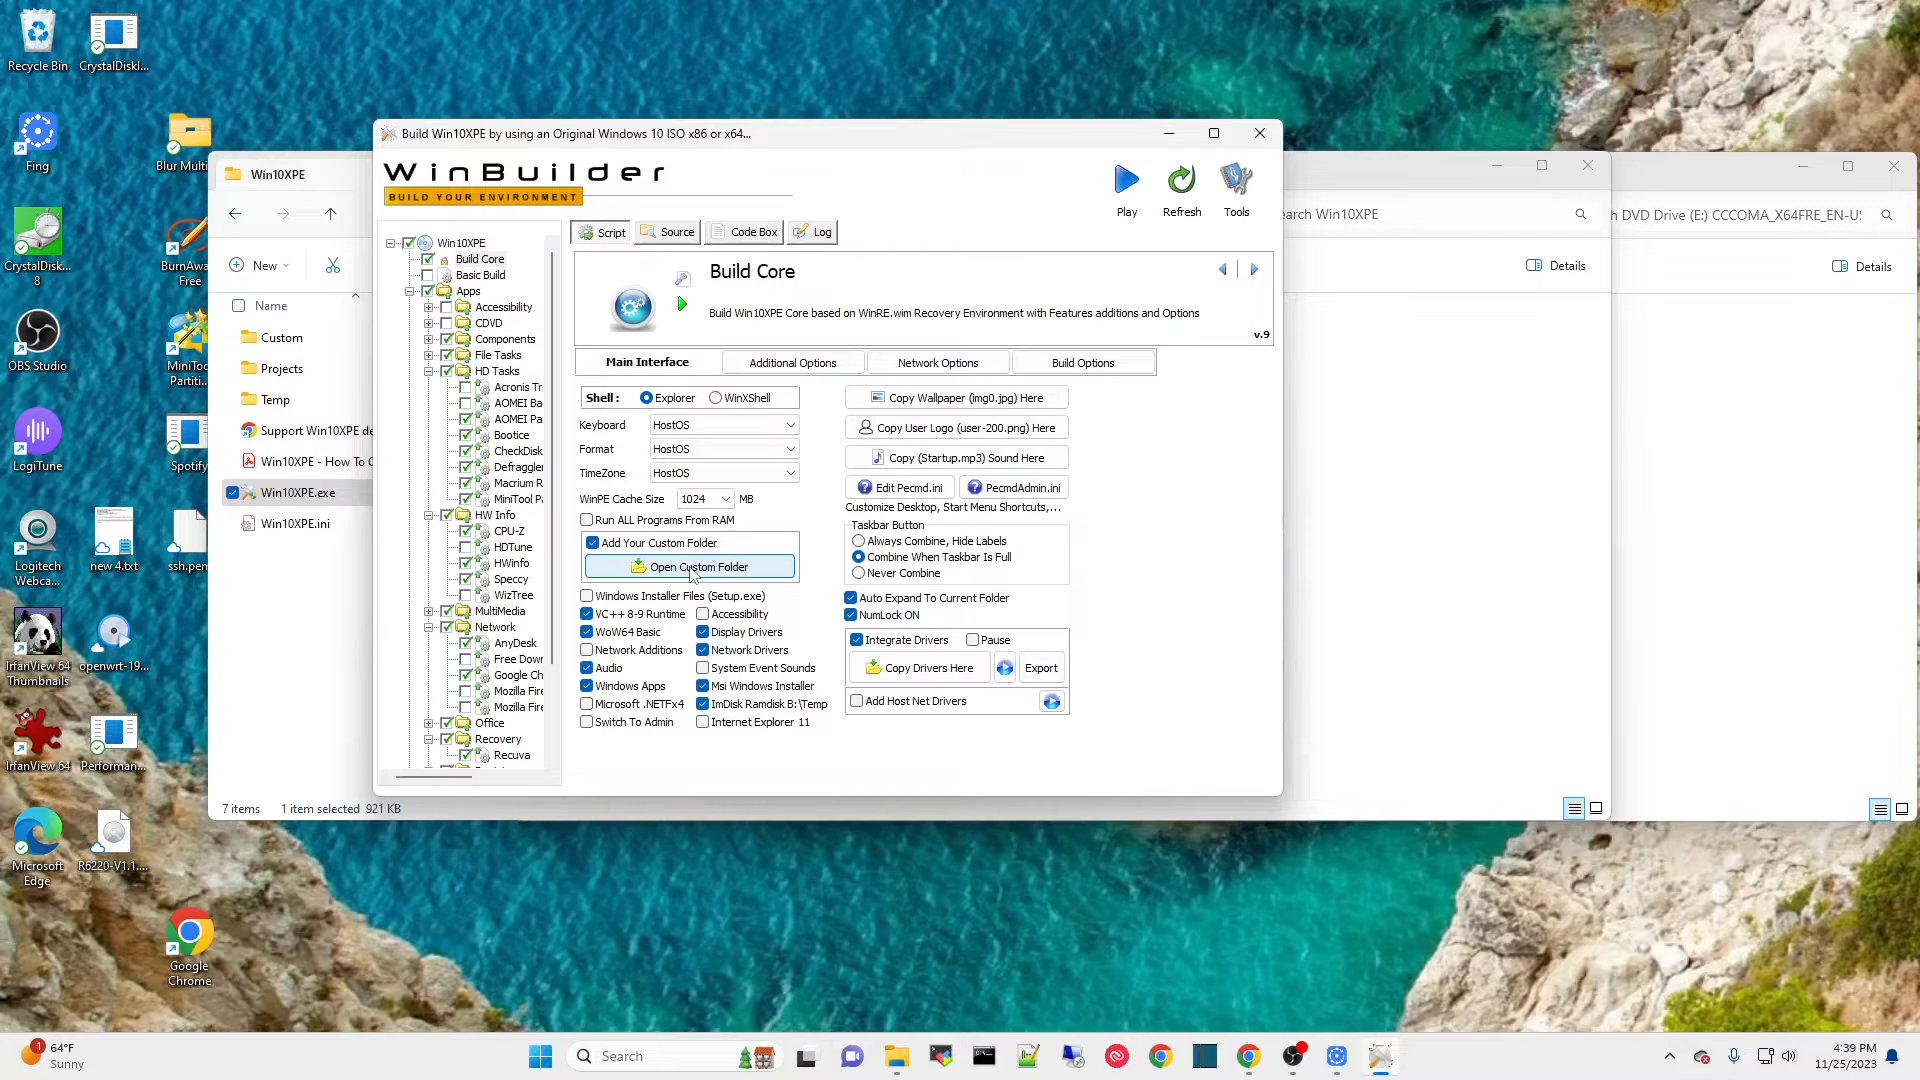 Recycle Bin
CrystalDiskI...
Fing
Blur Multi
CrystalDisk...
8
BurnAwa
Free
OBS Studio
MiniToo
Partiti...
LogiTune
Spotify
Logitech
Webca...
new 4.txt
ssh.pen
IrfanView 64
Thumbnails
openwrt-19...
IrfanView 64
Performan...
Microsoft
Edge
R6220-V1.1....
Google
Chrome
Win10XPE
New
Name
Custom
Projects
Temp
Support Win10XPE de
Win10XPE - How To C
Win10XPE.exe
Win10XPE.ini
7 items
1 item selected 921 KB
Build Win10XPE by using an Original Windows 10 ISO x86 or x64...
WinBuilder
BUILD YOUR ENVIRONMENT
Play
Refresh
Tools
Win10XPE
Build Core
Basic Build
Apps
Accessibility
CDVD
Components
File Tasks
HD Tasks
Acronis Tr
AOMEI Ba
AOMEI Pa
Bootice
CheckDisk
Defraggler
Macrium R
MiniTool Pa
HW Info
CPU-Z
HDTune
HWinfo
Speccy
WizTree
MultiMedia
Network
AnyDesk
Free Down
Google Ch
Mozilla Fire
Mozilla Fire
Office
Recovery
Recuva
Script
Source
Code Box
Log
Build Core
Build Win10XPE Core based on WinRE.wim Recovery Environment with Features additions and Options
v.9
Main Interface
Additional Options
Network Options
Build Options
Shell :
Explorer
WinXShell
Keyboard
HostOS
Format
HostOS
TimeZone
HostOS
WinPE Cache Size
1024
MB
Run ALL Programs From RAM
Add Your Custom Folder
Open Custom Folder
Windows Installer Files (Setup.exe)
VC++ 8-9 Runtime
Accessibility
WoW64 Basic
Display Drivers
Network Additions
Network Drivers
Audio
System Event Sounds
Windows Apps
Msi Windows Installer
Microsoft .NETFx4
ImDisk Ramdisk B:\Temp
Switch To Admin
Internet Explorer 11
Copy Wallpaper (img0.jpg) Here
Copy User Logo (user-200.png) Here
Copy (Startup.mp3) Sound Here
Edit Pecmd.ini
PecmdAdmin.ini
Customize Desktop, Start Menu Shortcuts,...
Taskbar Button
Always Combine, Hide Labels
Combine When Taskbar Is Full
Never Combine
Auto Expand To Current Folder
NumLock ON
Integrate Drivers
Pause
Copy Drivers Here
Export
Add Host Net Drivers
earch Win10XPE
Details
h DVD Drive (E:) CCCOMA_X64FRE_EN-US
Details
1
64°F
Sunny
Search
4:39 PM
11/25/2023